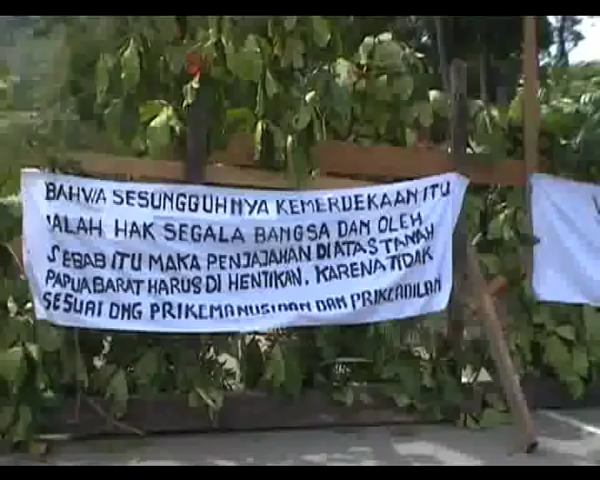 BAHWA SESUNGGUHNYA KEMERDEKAAN ITU
IALAH HAK SEGALA BANGSA DAN OLEH
SEBAB ITU MAKA PENJAJAHAN DI ATAS TANAH
PAPUA BARAT HARUS DI HENTIKAN. KARENA TIDAK
SESUAI DNG PRIKEMANUSIAAN DAN PRIKEADILAN